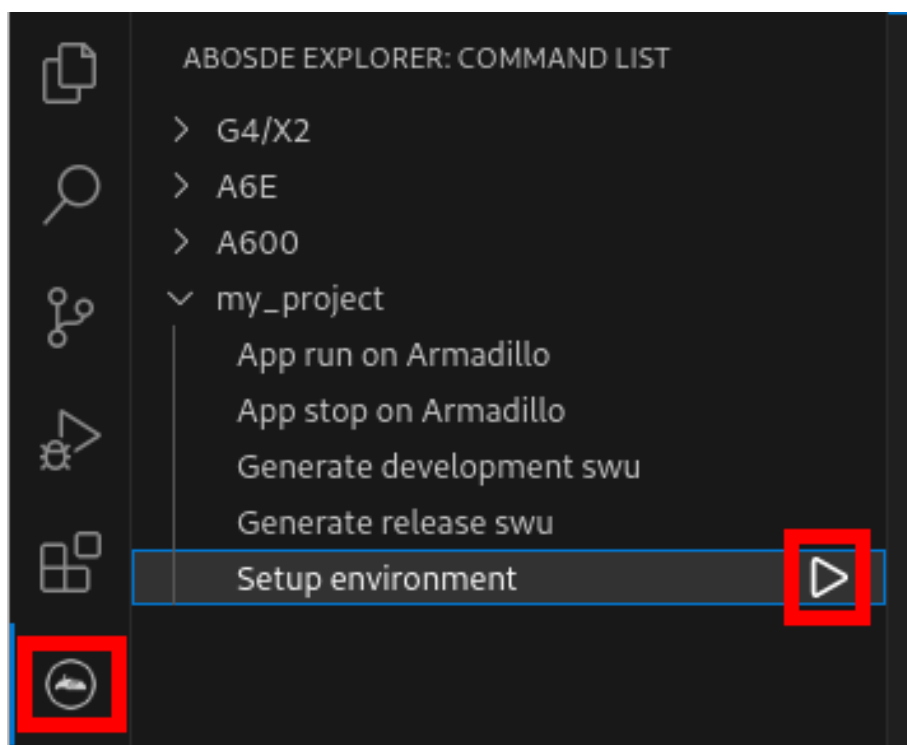 ABOSDE EXPLORER: COMMAND LIST
G4/X2
A6E
A600
my_project
App run on Armadillo
App stop on Armadillo
Generate development swu
Generate release swu
Setup environment